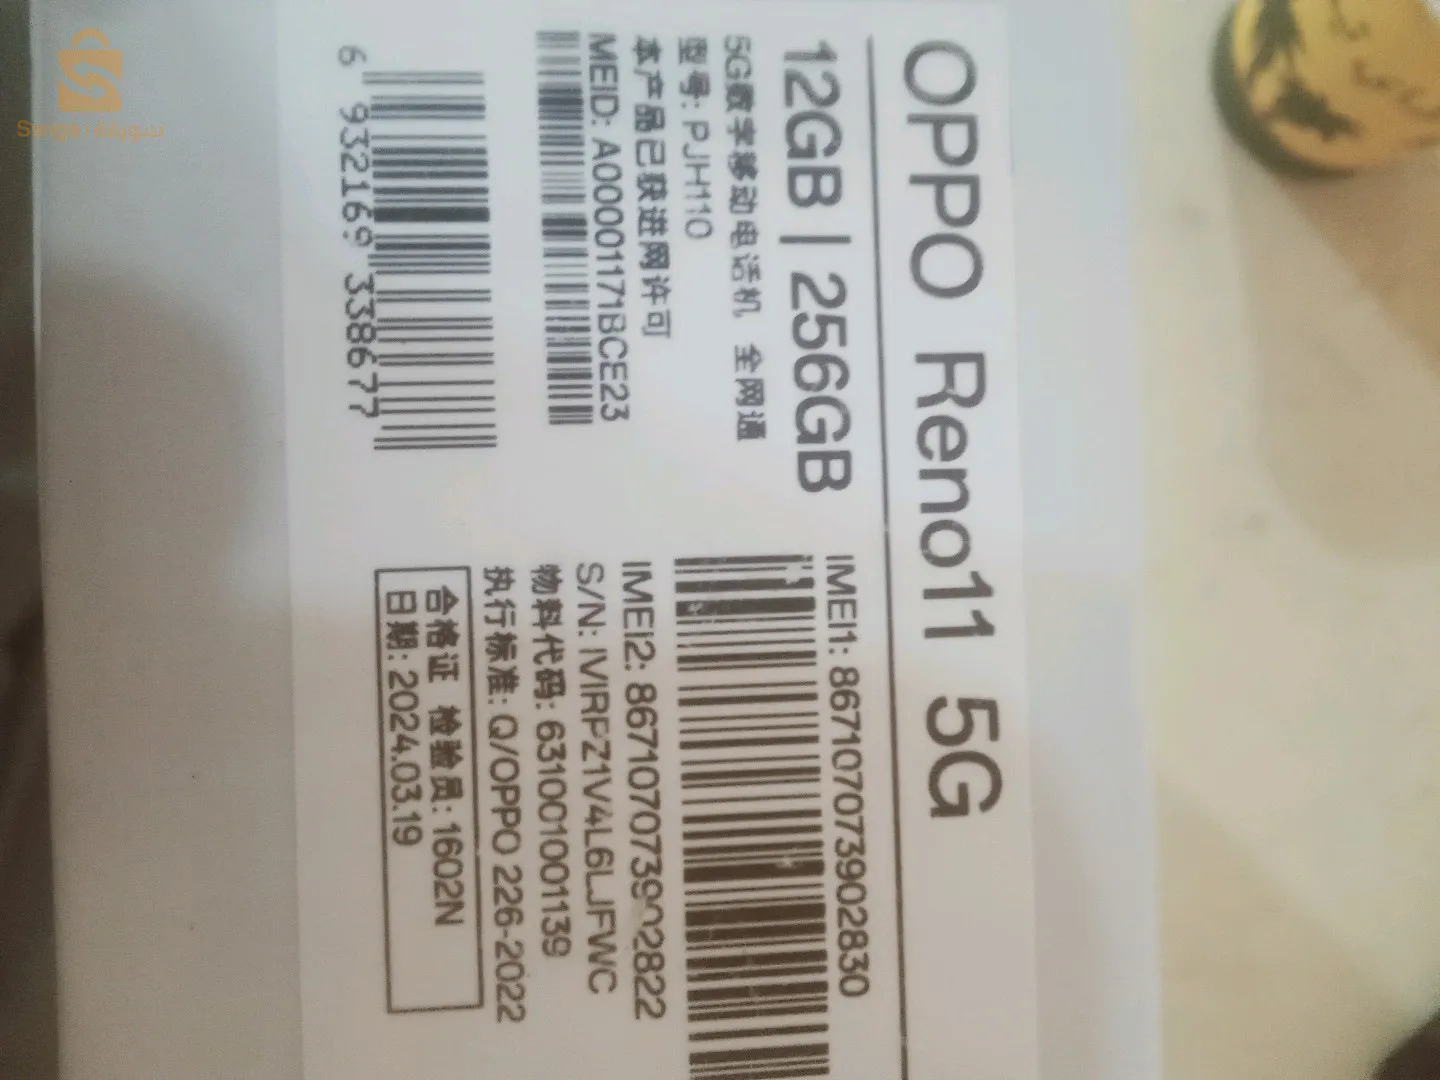 OPPO Reno11 5G
12GB | 256GB
5G数字移动电话机 全网通
型号: PJH110
本产品已获进网许可
MEID: A00001171BCE23
6 932169 338677
IMEI1: 867107073902830
IMEI2: 867107073902822
S/N:
物料代码: 631001001139
执行标准: Q/OPPO 226-2022
合格证 检验员: 1602N
日期: 2024.03.19
سوينقا